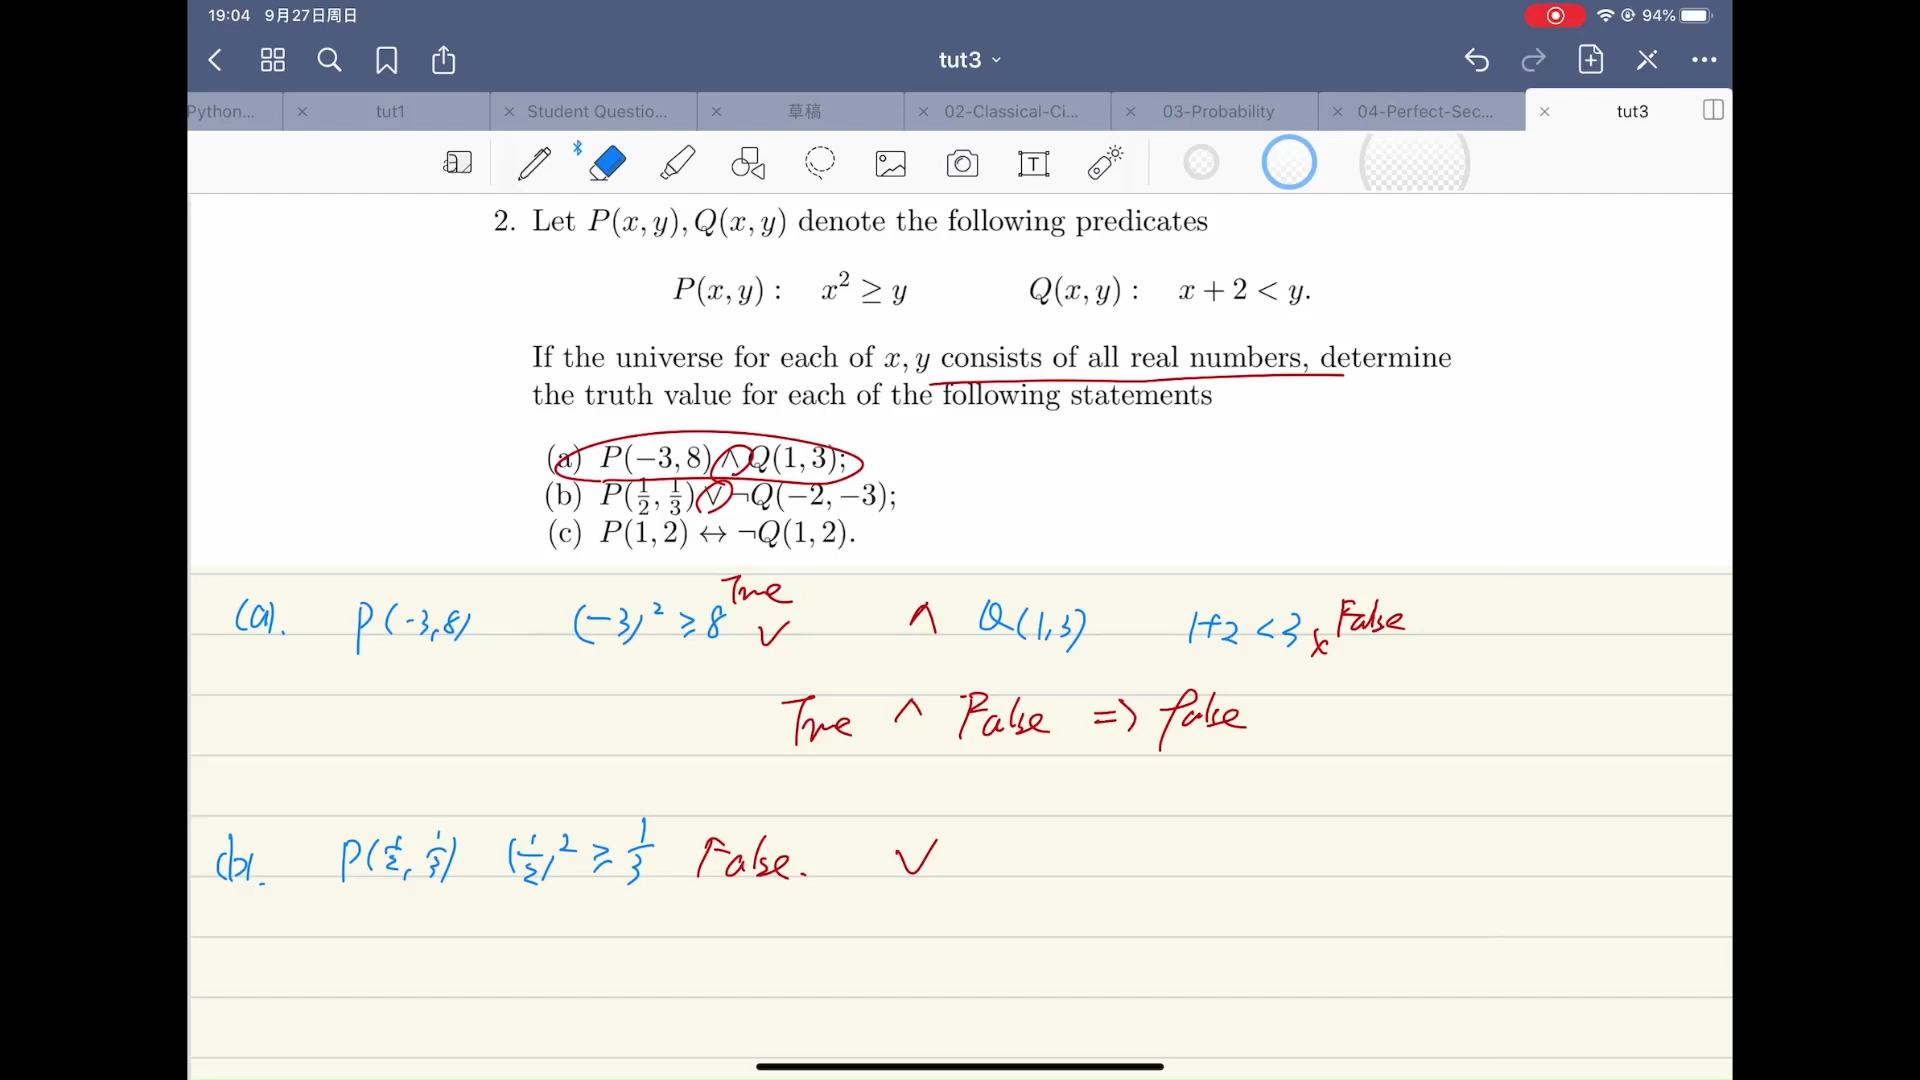 19:04 9月27日周日 94%
tut3
Python... tut1 Student Questio... 草稿 02-Classical-Ci... 03-Probability 04-Perfect-Sec... tut3
2. Let P(x, y), Q(x, y) denote the following predicates
P(x, y) : x² ≥ y Q(x, y) : x + 2 < y.
If the universe for each of x, y consists of all real numbers, determine
the truth value for each of the following statements
(a) P(−3, 8) ∧ Q(1, 3);
(b) P(1/2, 1/3) ∨ ¬Q(−2, −3);
(c) P(1, 2) ↔ ¬Q(1, 2).
True
(a). P(-3,8) (-3)² ≥ 8 ✓ ∧ Q(1,3) 1+2 < 3 x False
True ∧ False => false
(b). P(1/2, 1/3) (1/2)² ≥ 1/3 False. ∨